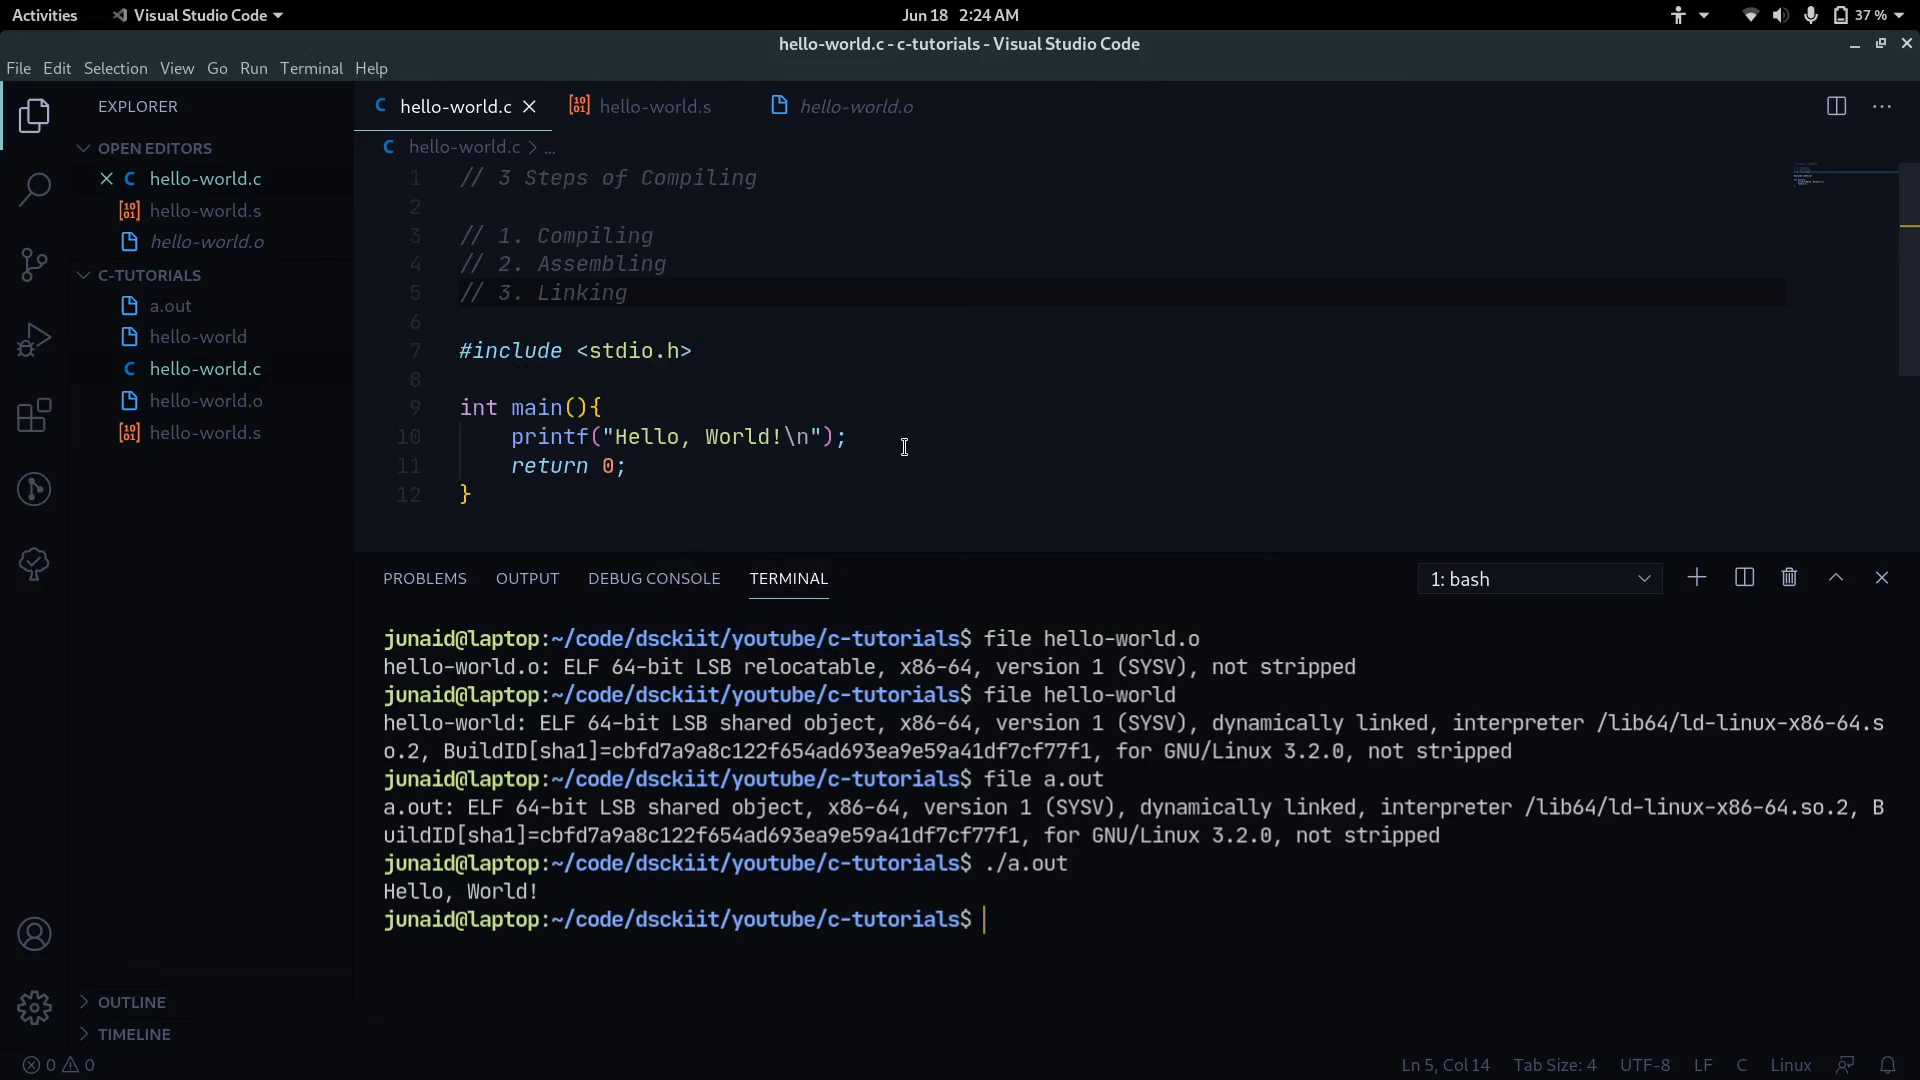 Activities Visual Studio Code Jun 18 2:24 AM 37 %
hello-world.c - c-tutorials - Visual Studio Code
File Edit Selection View Go Run Terminal Help
EXPLORER
OPEN EDITORS
hello-world.c
hello-world.s
hello-world.o
C-TUTORIALS
a.out
hello-world
hello-world.c
hello-world.o
hello-world.s
OUTLINE
TIMELINE
hello-world.c hello-world.s hello-world.o
hello-world.c > ...
1 // 3 Steps of Compiling
2
3 // 1. Compiling
4 // 2. Assembling
5 // 3. Linking
6
7 #include <stdio.h>
8
9 int main(){
10 printf("Hello, World!\n");
11 return 0;
12 }
PROBLEMS OUTPUT DEBUG CONSOLE TERMINAL 1: bash
junaid@laptop:~/code/dsckiit/youtube/c-tutorials$ file hello-world.o
hello-world.o: ELF 64-bit LSB relocatable, x86-64, version 1 (SYSV), not stripped
junaid@laptop:~/code/dsckiit/youtube/c-tutorials$ file hello-world
hello-world: ELF 64-bit LSB shared object, x86-64, version 1 (SYSV), dynamically linked, interpreter /lib64/ld-linux-x86-64.s
o.2, BuildID[sha1]=cbfd7a9a8c122f654ad693ea9e59a41df7cf77f1, for GNU/Linux 3.2.0, not stripped
junaid@laptop:~/code/dsckiit/youtube/c-tutorials$ file a.out
a.out: ELF 64-bit LSB shared object, x86-64, version 1 (SYSV), dynamically linked, interpreter /lib64/ld-linux-x86-64.so.2, B
uildID[sha1]=cbfd7a9a8c122f654ad693ea9e59a41df7cf77f1, for GNU/Linux 3.2.0, not stripped
junaid@laptop:~/code/dsckiit/youtube/c-tutorials$ ./a.out
Hello, World!
junaid@laptop:~/code/dsckiit/youtube/c-tutorials$
0 0 Ln 5, Col 14 Tab Size: 4 UTF-8 LF C Linux